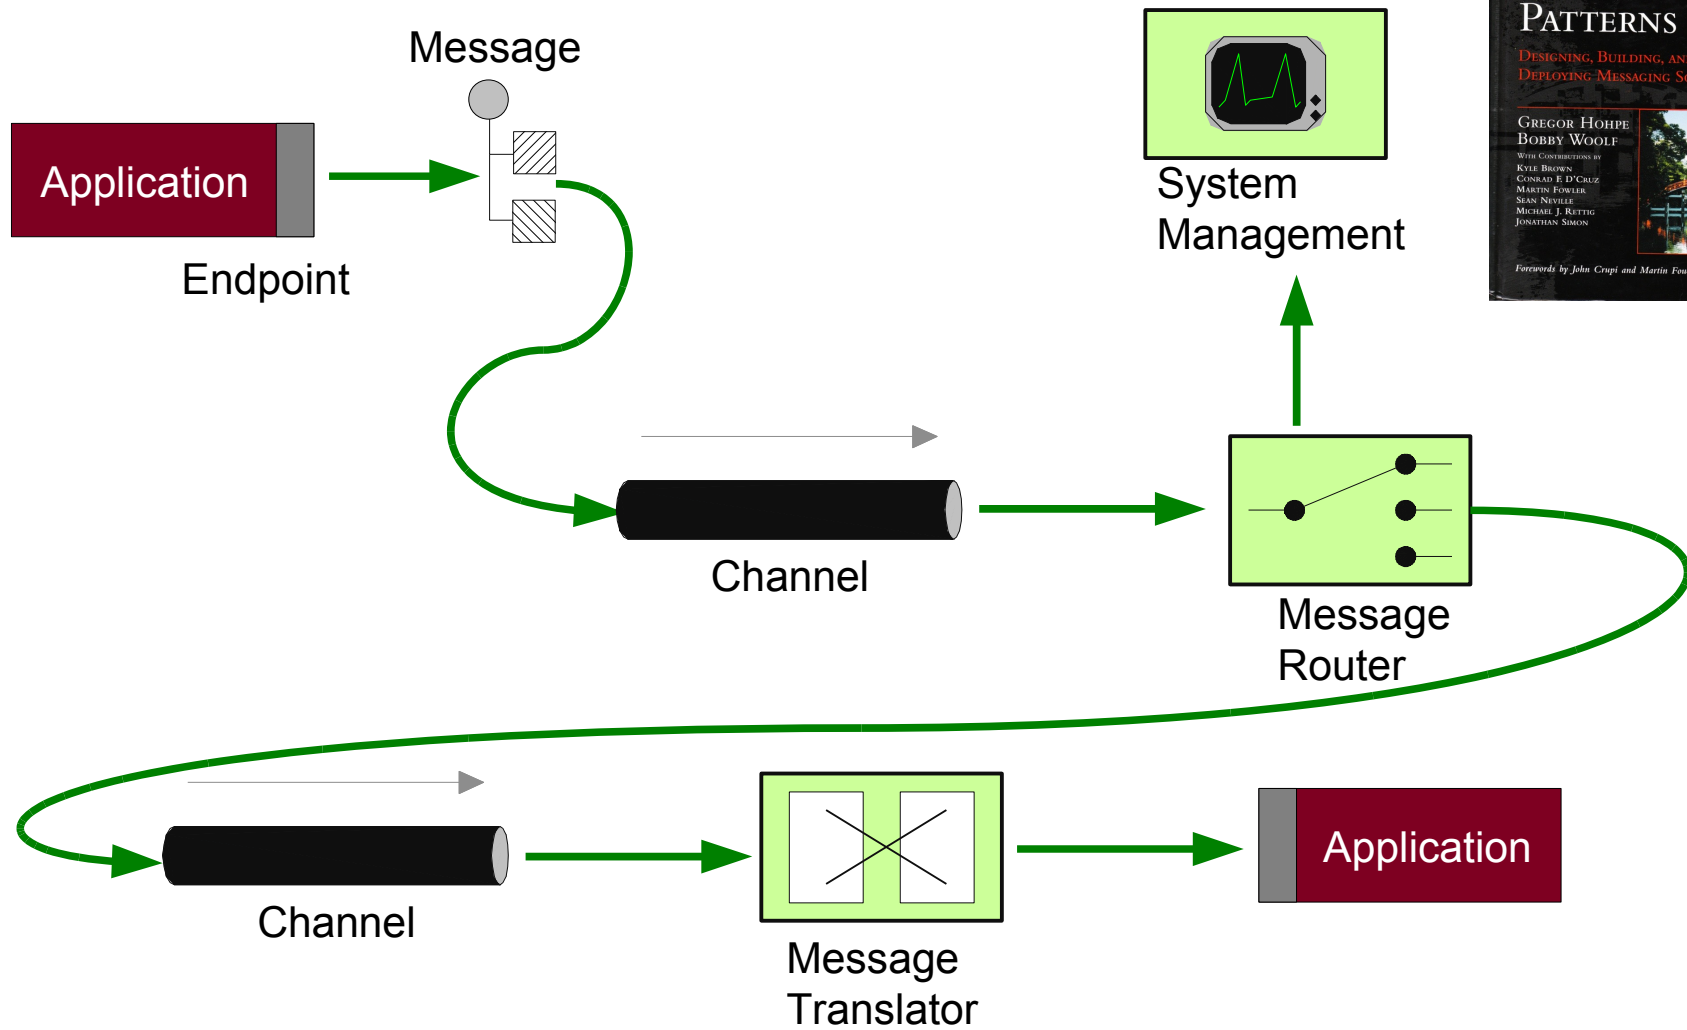 Message
Application
Endpoint
System
Management
PATTERNS
DESIGNING, BUILDING, AN
DEPLOYING MESSAGING S
GREGOR HOHPE
BOBBY WOOLF
WITH CONTRIBUTIONS BY
KYLE BROWN
CONRAD F. D'CRUZ
MARTIN FOWLER
SEAN NEVILLE
MICHAEL J. RETTIG
JONATHAN SIMON
Forewords by John Crupi and Martin Fow
Channel
Message
Router
Channel
Message
Translator
Application